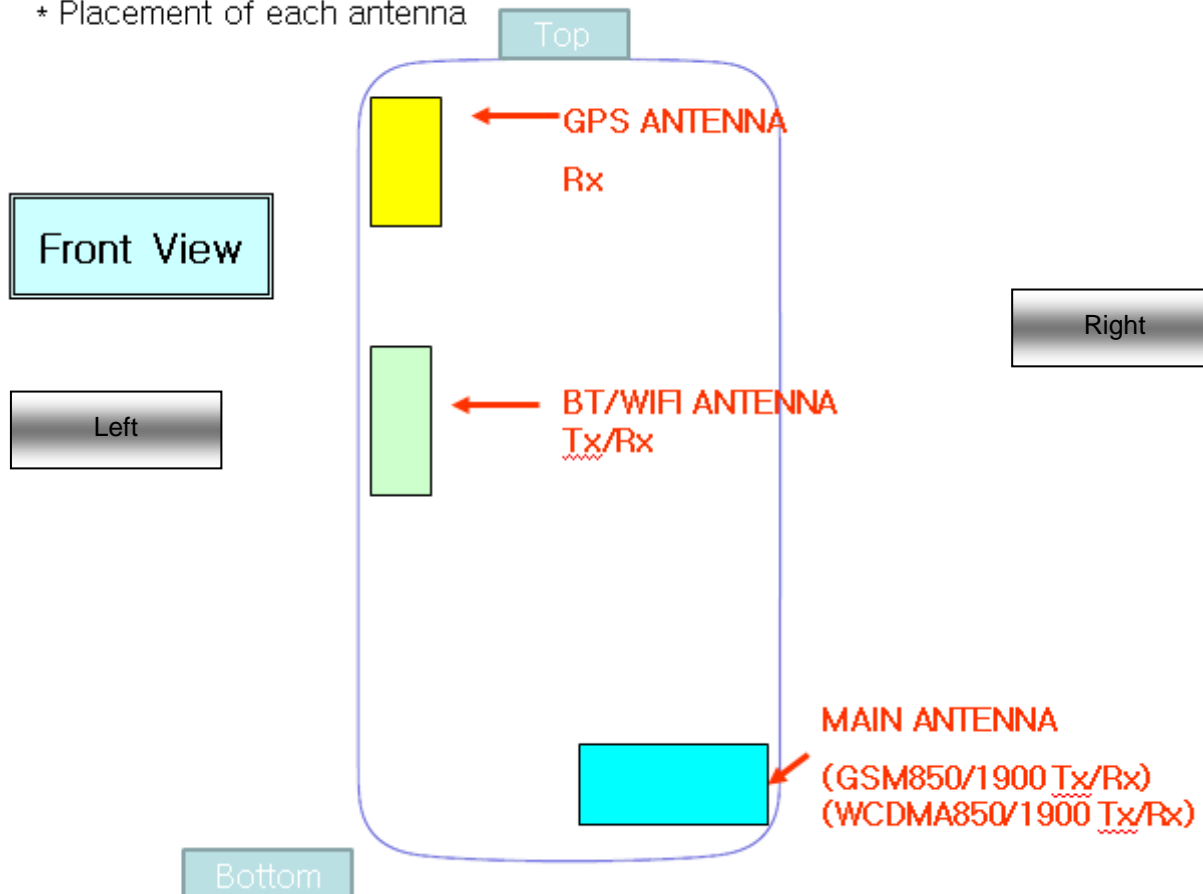 * Placement of each antenna
Top
GPS ANTENNA
Rx
Front View
Right
Left
BT/WIFI ANTENNA
Tx/Rx
MAIN ANTENNA
(GSM850/1900 Tx/Rx)
(WCDMA850/1900 Tx/Rx)
Bottom